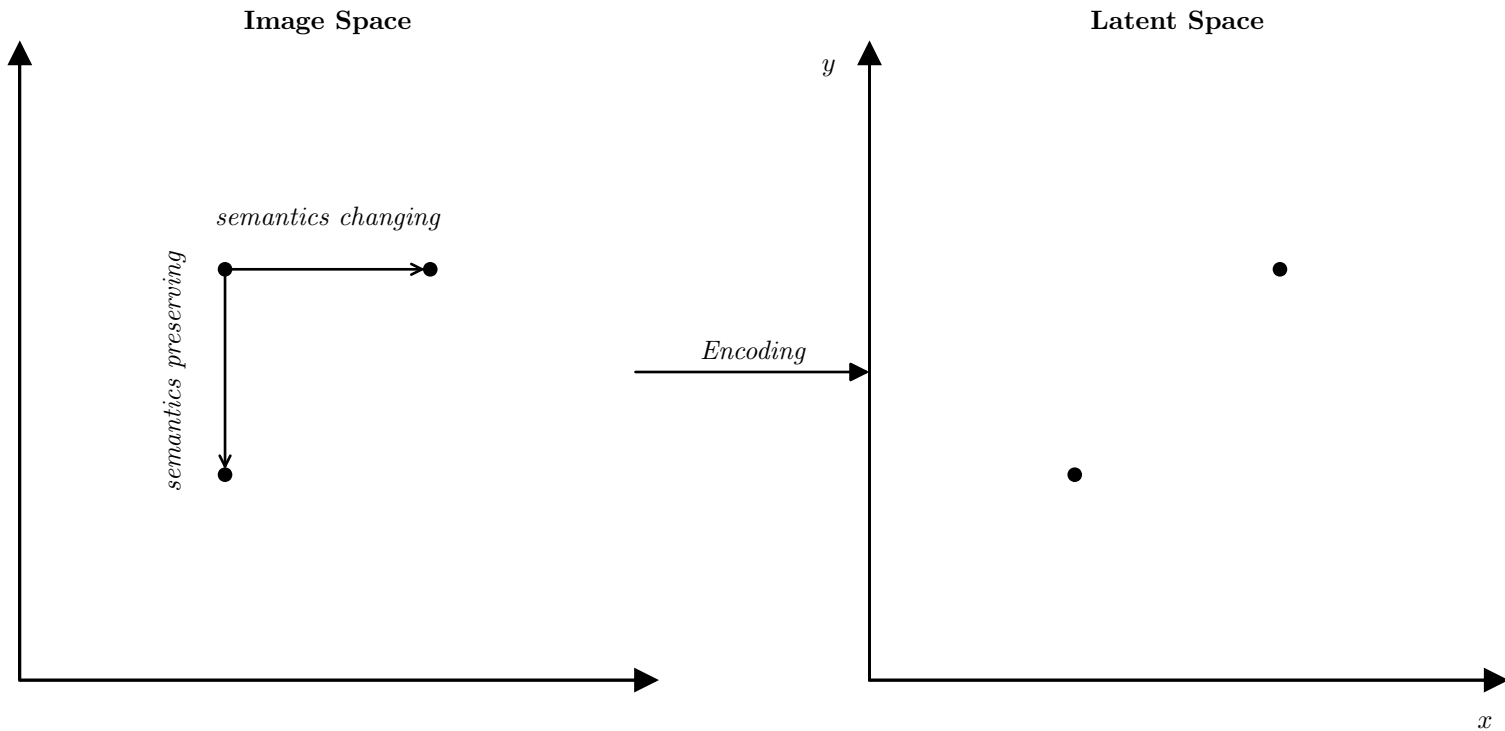 Image Space
Latent Space
y
semantics changing
semantics preserving
Encoding
x